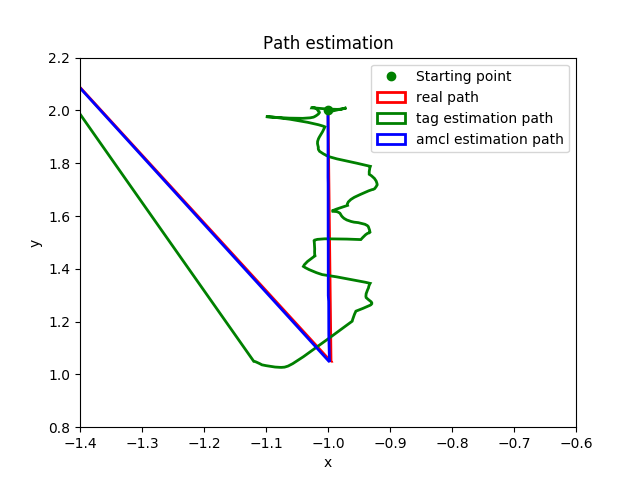 Path estimation
2.2
2.0
1.8
1.6
1.4
1.2
1.0
0.8
y
Starting point
real path
tag estimation path
amcl estimation path
−1.4 −1.3 −1.2 −1.1 −1.0 −0.9 −0.8 −0.7 −0.6
x